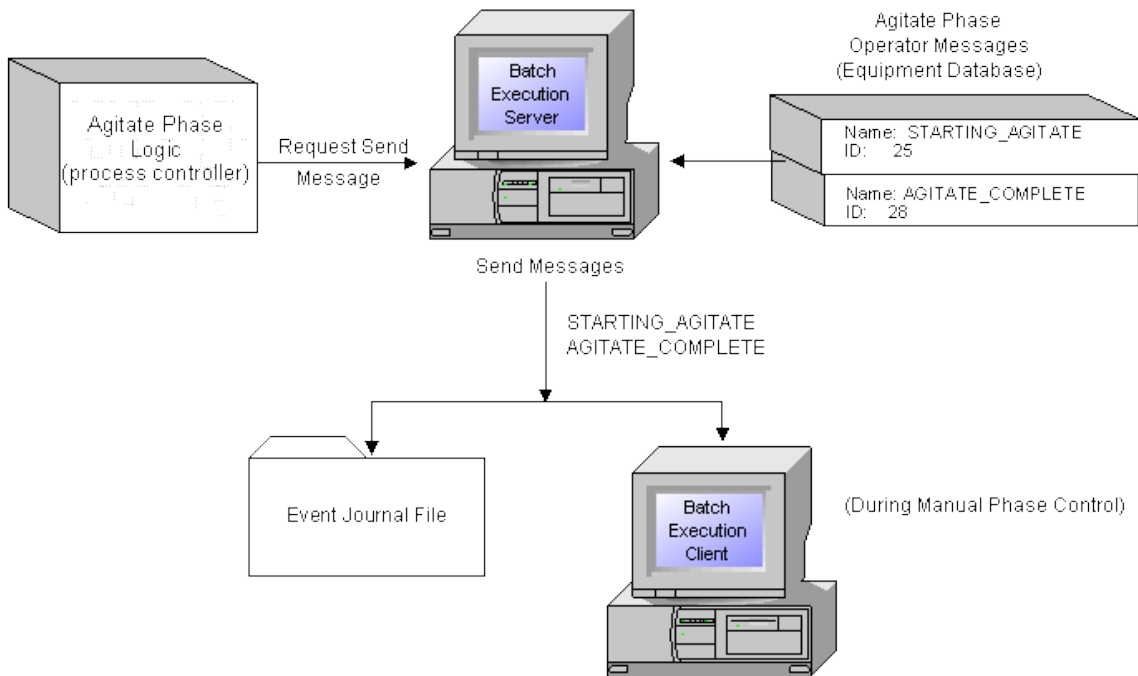 Agitate Phase
Logic
(process controller)
Request Send
Message
Batch
Execution
Server
Agitate Phase
Operator Messages
(Equipment Database)
Name: STARTING_AGITATE
ID: 25
Name: AGITATE_COMPLETE
ID: 28
Send Messages
STARTING_AGITATE
AGITATE_COMPLETE
Event Journal File
Batch
Execution
Client
(During Manual Phase Control)